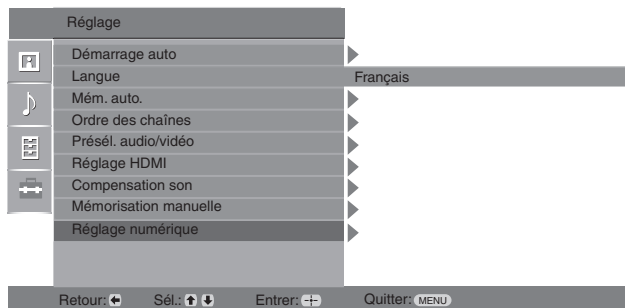 Réglage
Démarrage auto
Langue Français
Mém. auto.
Ordre des chaînes
Présél. audio/vidéo
Réglage HDMI
Compensation son
Mémorisation manuelle
Réglage numérique
Retour: Sél.: Entrer: Quitter: MENU